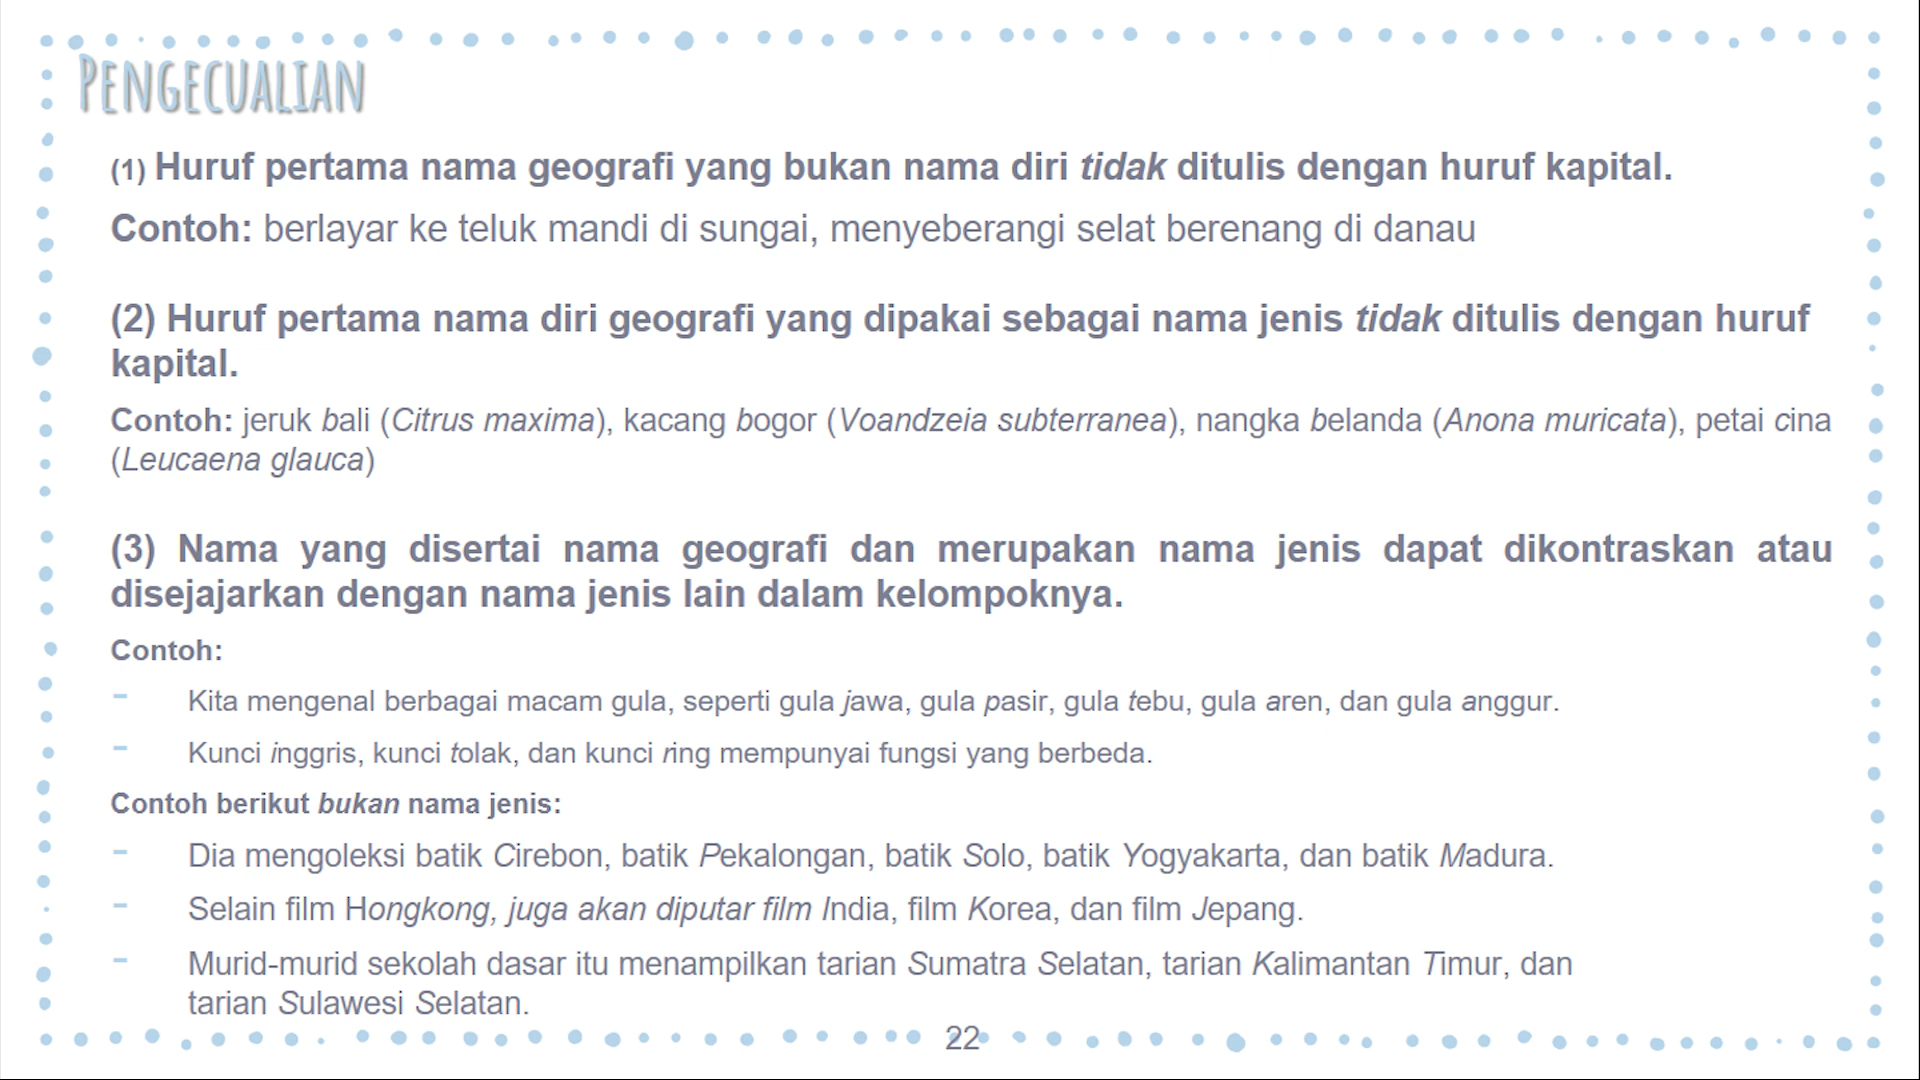 PENGECUALIAN
(1) Huruf pertama nama geografi yang bukan nama diri tidak ditulis dengan huruf kapital.
Contoh: berlayar ke teluk mandi di sungai, menyeberangi selat berenang di danau
(2) Huruf pertama nama diri geografi yang dipakai sebagai nama jenis tidak ditulis dengan huruf
kapital.
Contoh: jeruk bali (Citrus maxima), kacang bogor (Voandzeia subterranea), nangka belanda (Anona muricata), petai cina
(Leucaena glauca)
(3) Nama yang disertai nama geografi dan merupakan nama jenis dapat dikontraskan atau
disejajarkan dengan nama jenis lain dalam kelompoknya.
Contoh:
- Kita mengenal berbagai macam gula, seperti gula jawa, gula pasir, gula tebu, gula aren, dan gula anggur.
- Kunci inggris, kunci tolak, dan kunci ring mempunyai fungsi yang berbeda.
Contoh berikut bukan nama jenis:
- Dia mengoleksi batik Cirebon, batik Pekalongan, batik Solo, batik Yogyakarta, dan batik Madura.
- Selain film Hongkong, juga akan diputar film India, film Korea, dan film Jepang.
- Murid-murid sekolah dasar itu menampilkan tarian Sumatra Selatan, tarian Kalimantan Timur, dan
tarian Sulawesi Selatan.
22